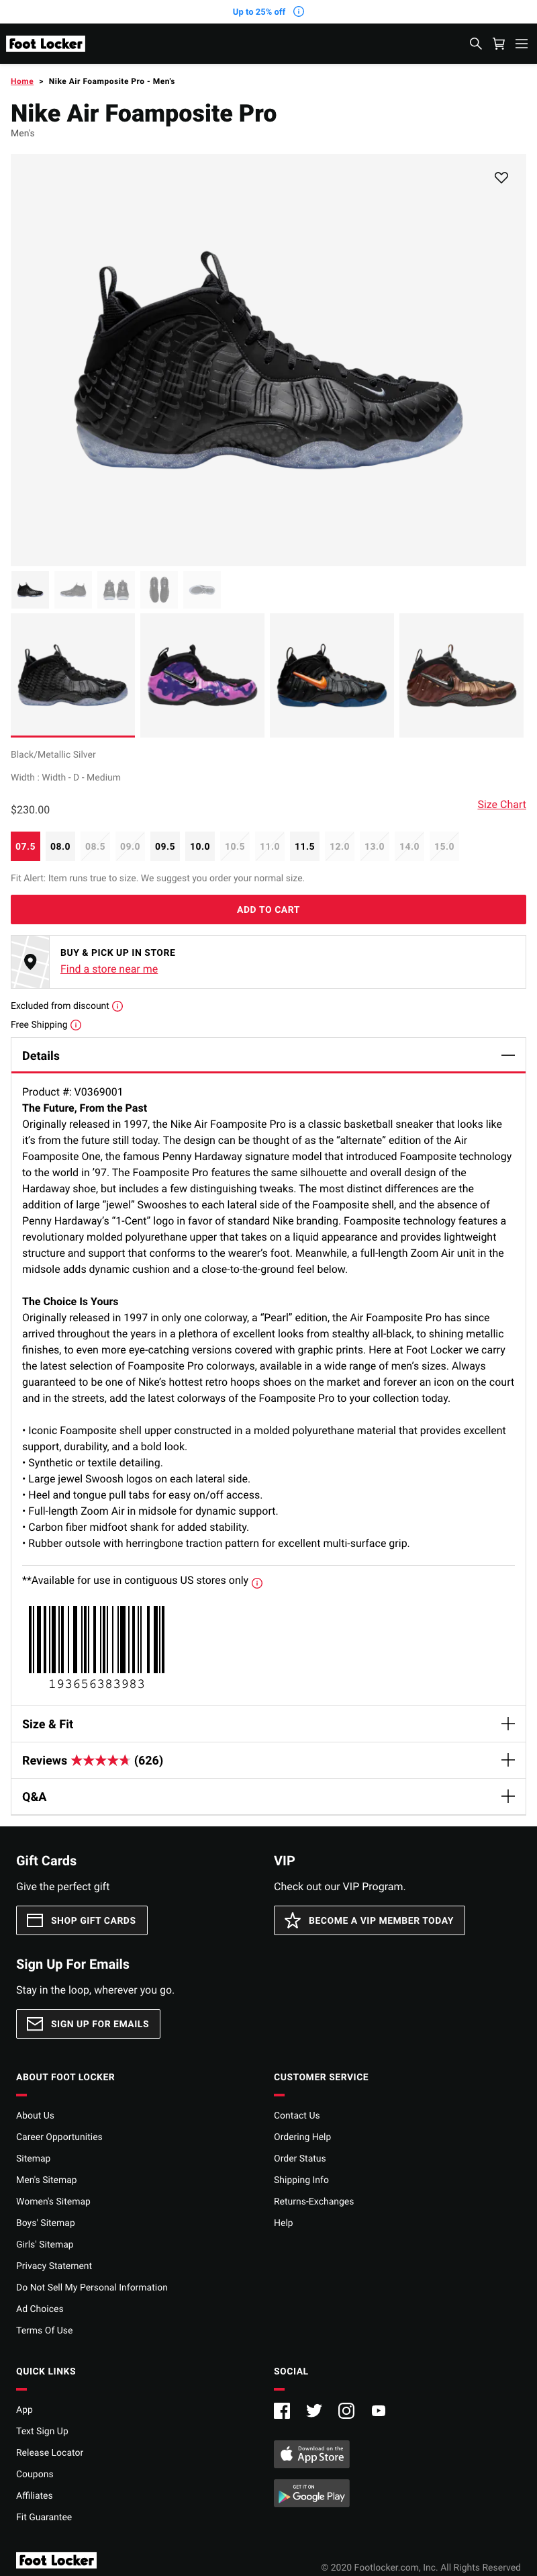 Up to 25% off
Foot Locker
Home > Nike Air Foamposite Pro - Men's
Nike Air Foamposite Pro
Men's
Black/Metallic Silver
Width : Width - D - Medium
$230.00
Size Chart
07.5 08.0 08.5 09.0 09.5 10.0 10.5 11.0 11.5 12.0 13.0 14.0 15.0
Fit Alert: Item runs true to size. We suggest you order your normal size.
ADD TO CART
BUY & PICK UP IN STORE
Find a store near me
Excluded from discount
Free Shipping
Details
Product #: V0369001
The Future, From the Past
Originally released in 1997, the Nike Air Foamposite Pro is a classic basketball sneaker that looks like
it's from the future still today. The design can be thought of as the “alternate” edition of the Air
Foamposite One, the famous Penny Hardaway signature model that introduced Foamposite technology
to the world in '97. The Foamposite Pro features the same silhouette and overall design of the
Hardaway shoe, but includes a few distinguishing tweaks. The most distinct differences are the
addition of large “jewel” Swooshes to each lateral side of the Foamposite shell, and the absence of
Penny Hardaway's “1-Cent” logo in favor of standard Nike branding. Foamposite technology features a
revolutionary molded polyurethane upper that takes on a liquid appearance and provides lightweight
structure and support that conforms to the wearer's foot. Meanwhile, a full-length Zoom Air unit in the
midsole adds dynamic cushion and a close-to-the-ground feel below.
The Choice Is Yours
Originally released in 1997 in only one colorway, a “Pearl” edition, the Air Foamposite Pro has since
arrived throughout the years in a plethora of excellent looks from stealthy all-black, to shining metallic
finishes, to even more eye-catching versions covered with graphic prints. Here at Foot Locker we carry
the latest selection of Foamposite Pro colorways, available in a wide range of men's sizes. Always
guaranteed to be one of Nike's hottest retro hoops shoes on the market and forever an icon on the court
and in the streets, add the latest colorways of the Foamposite Pro to your collection today.
• Iconic Foamposite shell upper constructed in a molded polyurethane material that provides excellent
support, durability, and a bold look.
• Synthetic or textile detailing.
• Large jewel Swoosh logos on each lateral side.
• Heel and tongue pull tabs for easy on/off access.
• Full-length Zoom Air in midsole for dynamic support.
• Carbon fiber midfoot shank for added stability.
• Rubber outsole with herringbone traction pattern for excellent multi-surface grip.
**Available for use in contiguous US stores only
193656383983
Size & Fit
Reviews ★★★★★ (626)
Q&A
Gift Cards
Give the perfect gift
SHOP GIFT CARDS
VIP
Check out our VIP Program.
BECOME A VIP MEMBER TODAY
Sign Up For Emails
Stay in the loop, wherever you go.
SIGN UP FOR EMAILS
ABOUT FOOT LOCKER
About Us
Career Opportunities
Sitemap
Men's Sitemap
Women's Sitemap
Boys' Sitemap
Girls' Sitemap
Privacy Statement
Do Not Sell My Personal Information
Ad Choices
Terms Of Use
CUSTOMER SERVICE
Contact Us
Ordering Help
Order Status
Shipping Info
Returns-Exchanges
Help
QUICK LINKS
App
Text Sign Up
Release Locator
Coupons
Affiliates
Fit Guarantee
SOCIAL
Download on the
App Store
GET IT ON
Google Play
Foot Locker
© 2020 Footlocker.com, Inc. All Rights Reserved